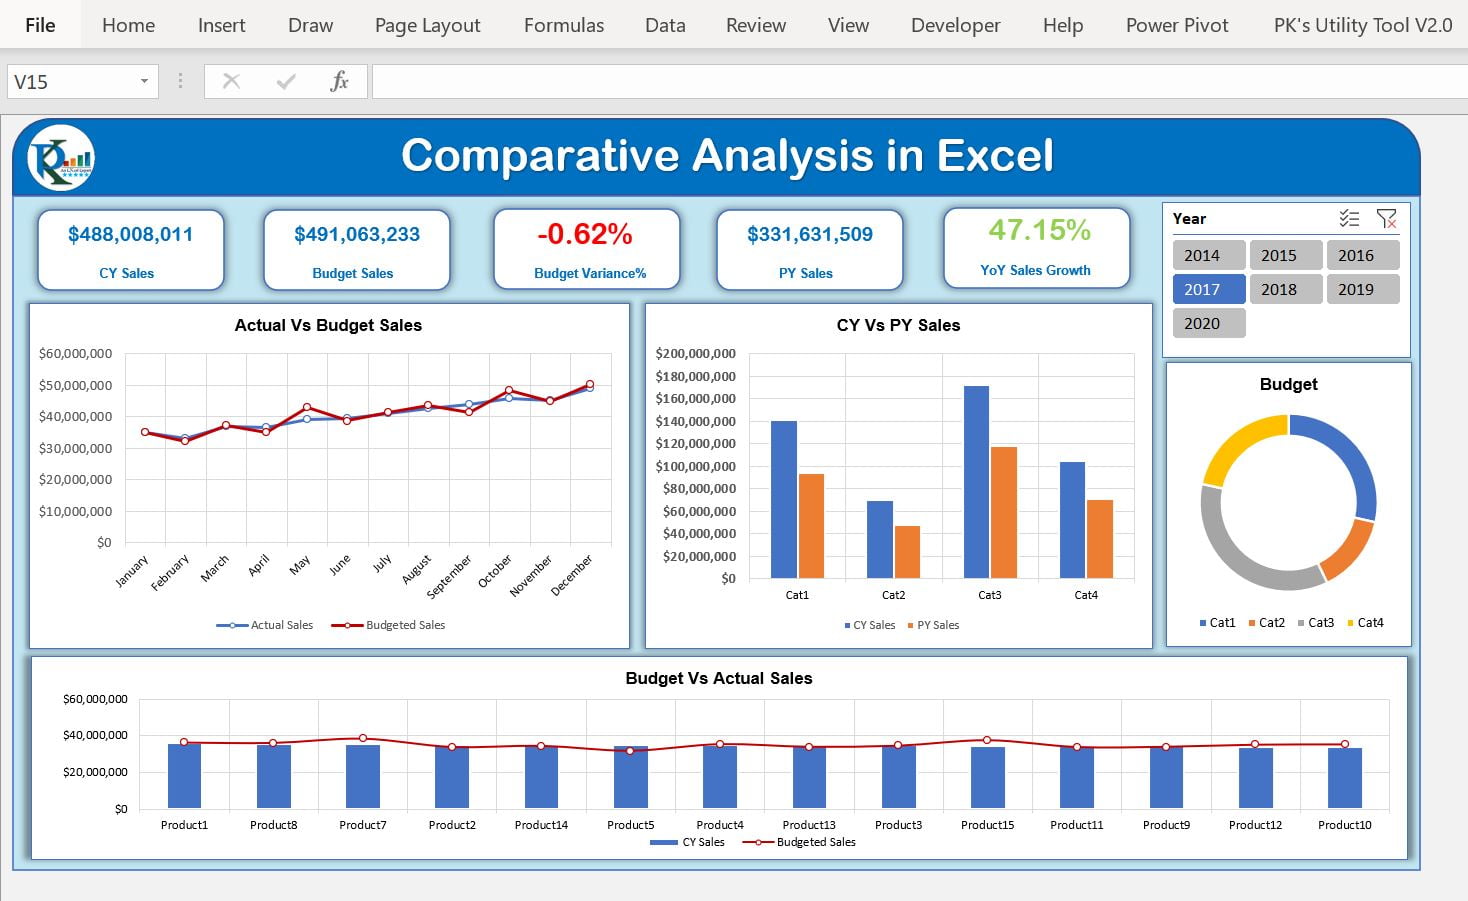 File Home Insert Draw Page Layout Formulas Data Review View Developer Help Power Pivot PK's Utility Tool V2.0
V15 fx
Comparative Analysis in Excel
$488,008,011
CY Sales
$491,063,233
Budget Sales
-0.62%
Budget Variance%
$331,631,509
PY Sales
47.15%
YoY Sales Growth
Year
2014 2015 2016
2017 2018 2019
2020
Actual Vs Budget Sales
$60,000,000
$50,000,000
$40,000,000
$30,000,000
$20,000,000
$10,000,000
$0
January February March April May June July August September October November December
Actual Sales Budgeted Sales
CY Vs PY Sales
$200,000,000
$180,000,000
$160,000,000
$140,000,000
$120,000,000
$100,000,000
$80,000,000
$60,000,000
$40,000,000
$20,000,000
$0
Cat1 Cat2 Cat3 Cat4
CY Sales PY Sales
Budget
Cat1 Cat2 Cat3 Cat4
Budget Vs Actual Sales
$60,000,000
$40,000,000
$20,000,000
$0
Product1 Product8 Product7 Product2 Product14 Product5 Product4 Product13 Product3 Product15 Product11 Product9 Product12 Product10
CY Sales Budgeted Sales